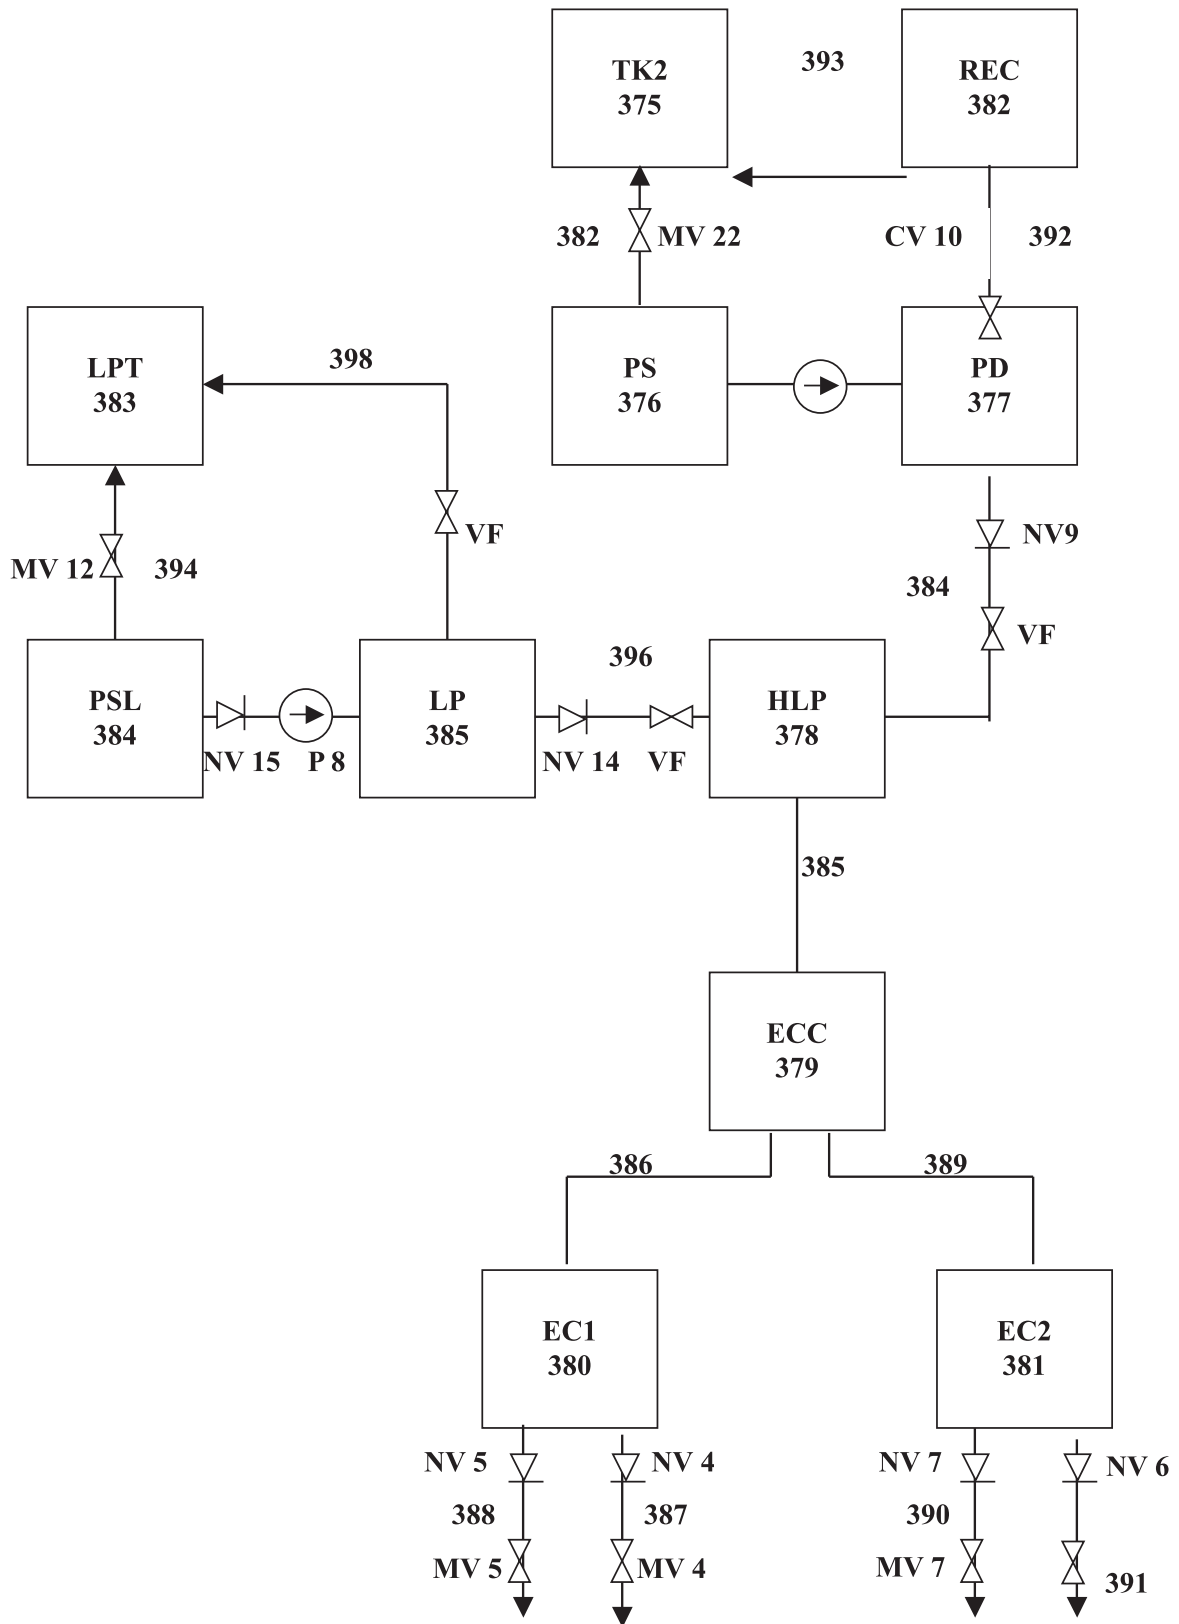 TK2
375
393
REC
382
382
MV 22
CV 10
392
LPT
383
398
PS
376
PD
377
VF
NV9
MV 12
394
384
VF
PSL
384
NV 15
P 8
LP
385
396
NV 14
VF
HLP
378
385
ECC
379
386
389
EC1
380
EC2
381
NV 5
NV 4
NV 7
NV 6
388
387
390
MV 5
MV 4
MV 7
391